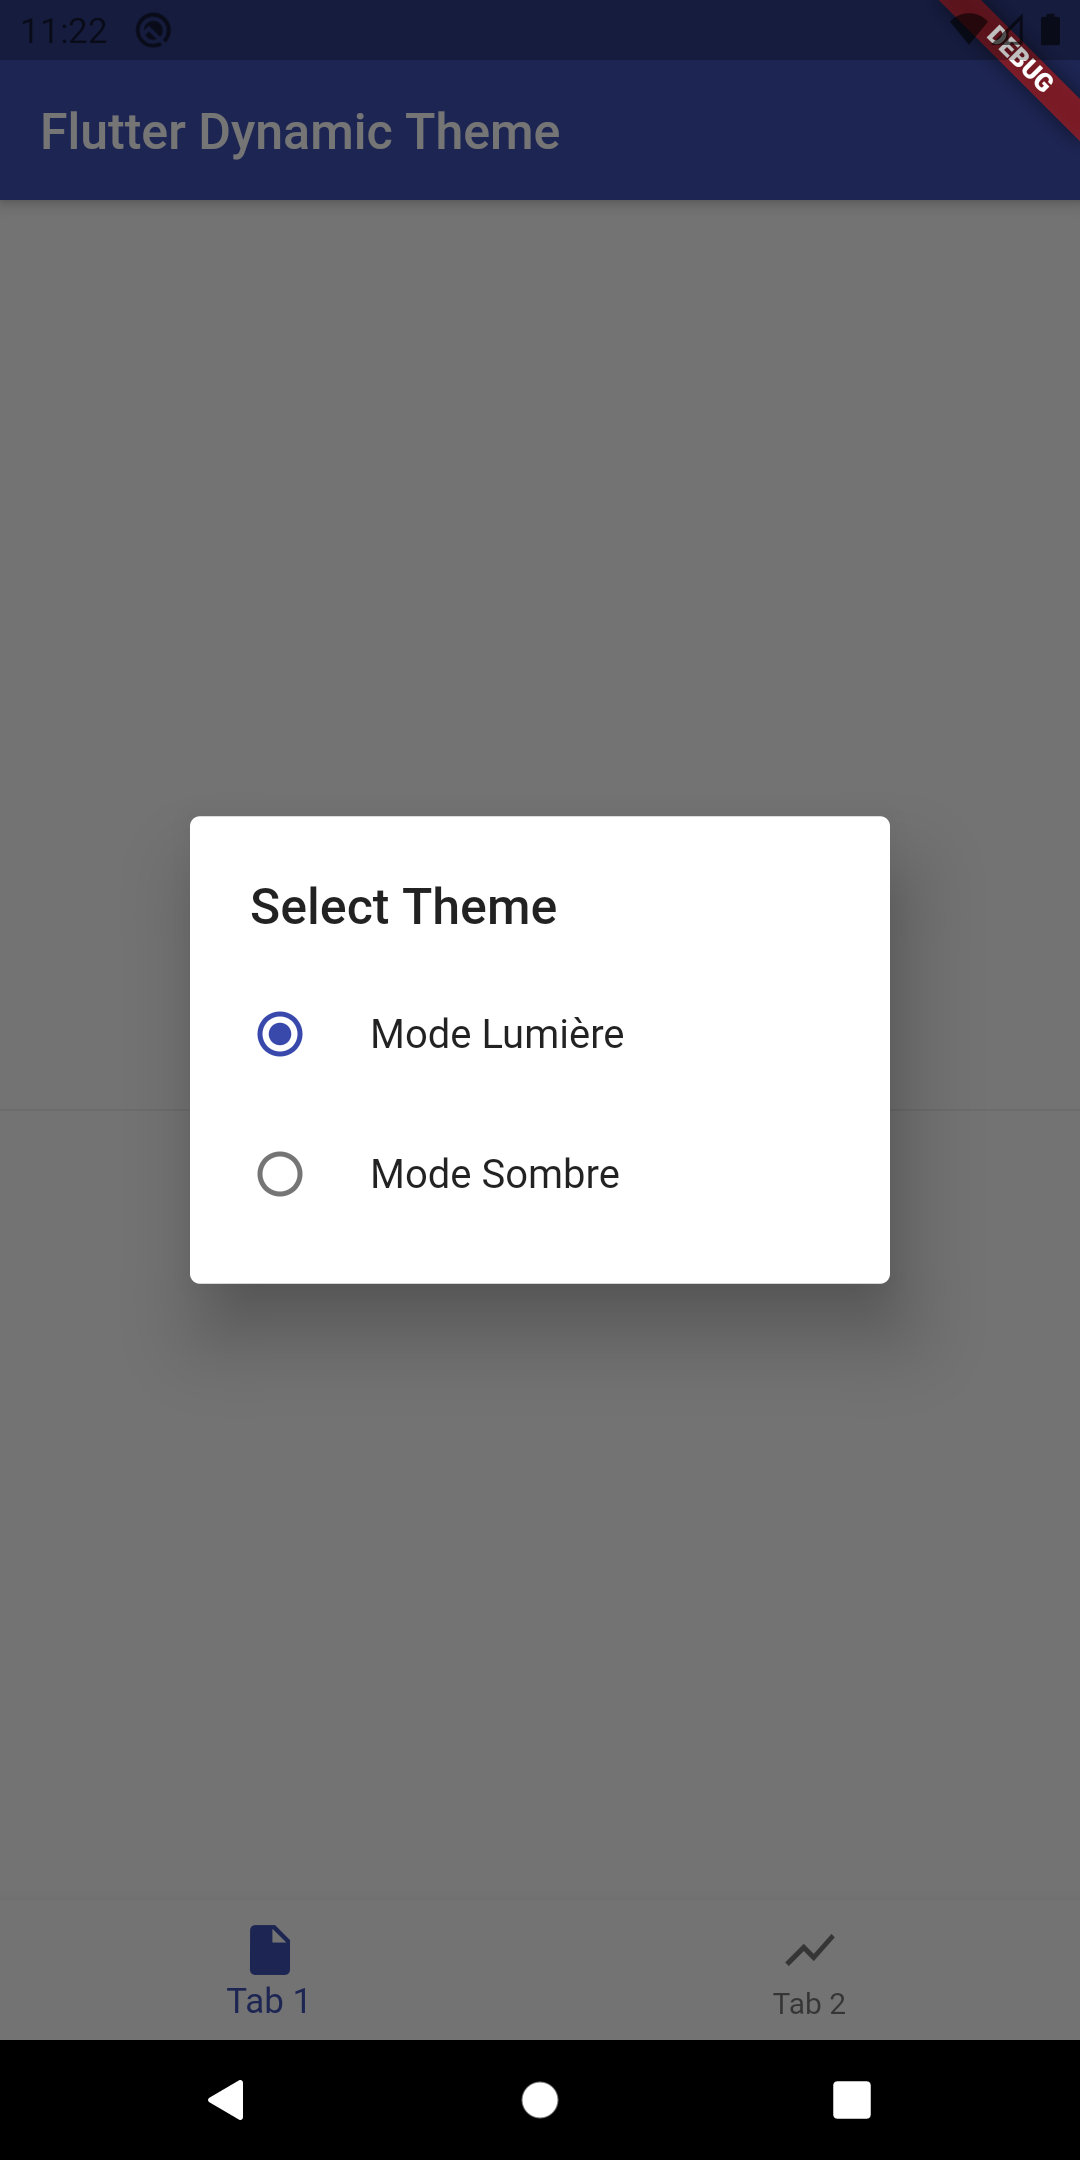 11:22
DEBUG
Flutter Dynamic Theme
Select Theme
Mode Lumière
Mode Sombre
Tab 1
Tab 2